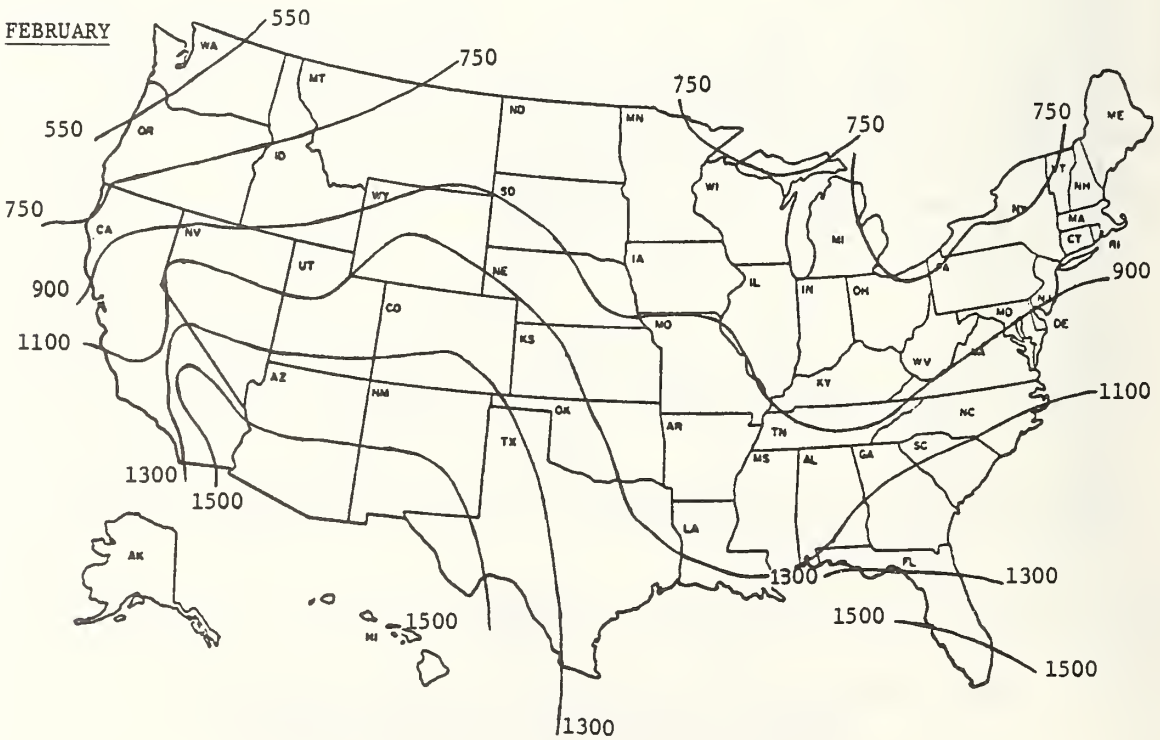 FEBRUARY
550
WA
750
MT
ND
MN
750
750
750
ME
550
OR
ID
WI
VT
NH
WY
SD
MA
750
CA
NV
MI
CT
RI
UT
NE
IA
PA
900
CO
IL
IN
OH
NJ
900
MO
MD
DE
1100
KS
WV
KY
AZ
NM
OK
NC
1100
AR
TN
TX
SC
MS
AL
GA
1300
1500
LA
AK
FL
1300
1300
1500
HI
1500
1500
1300